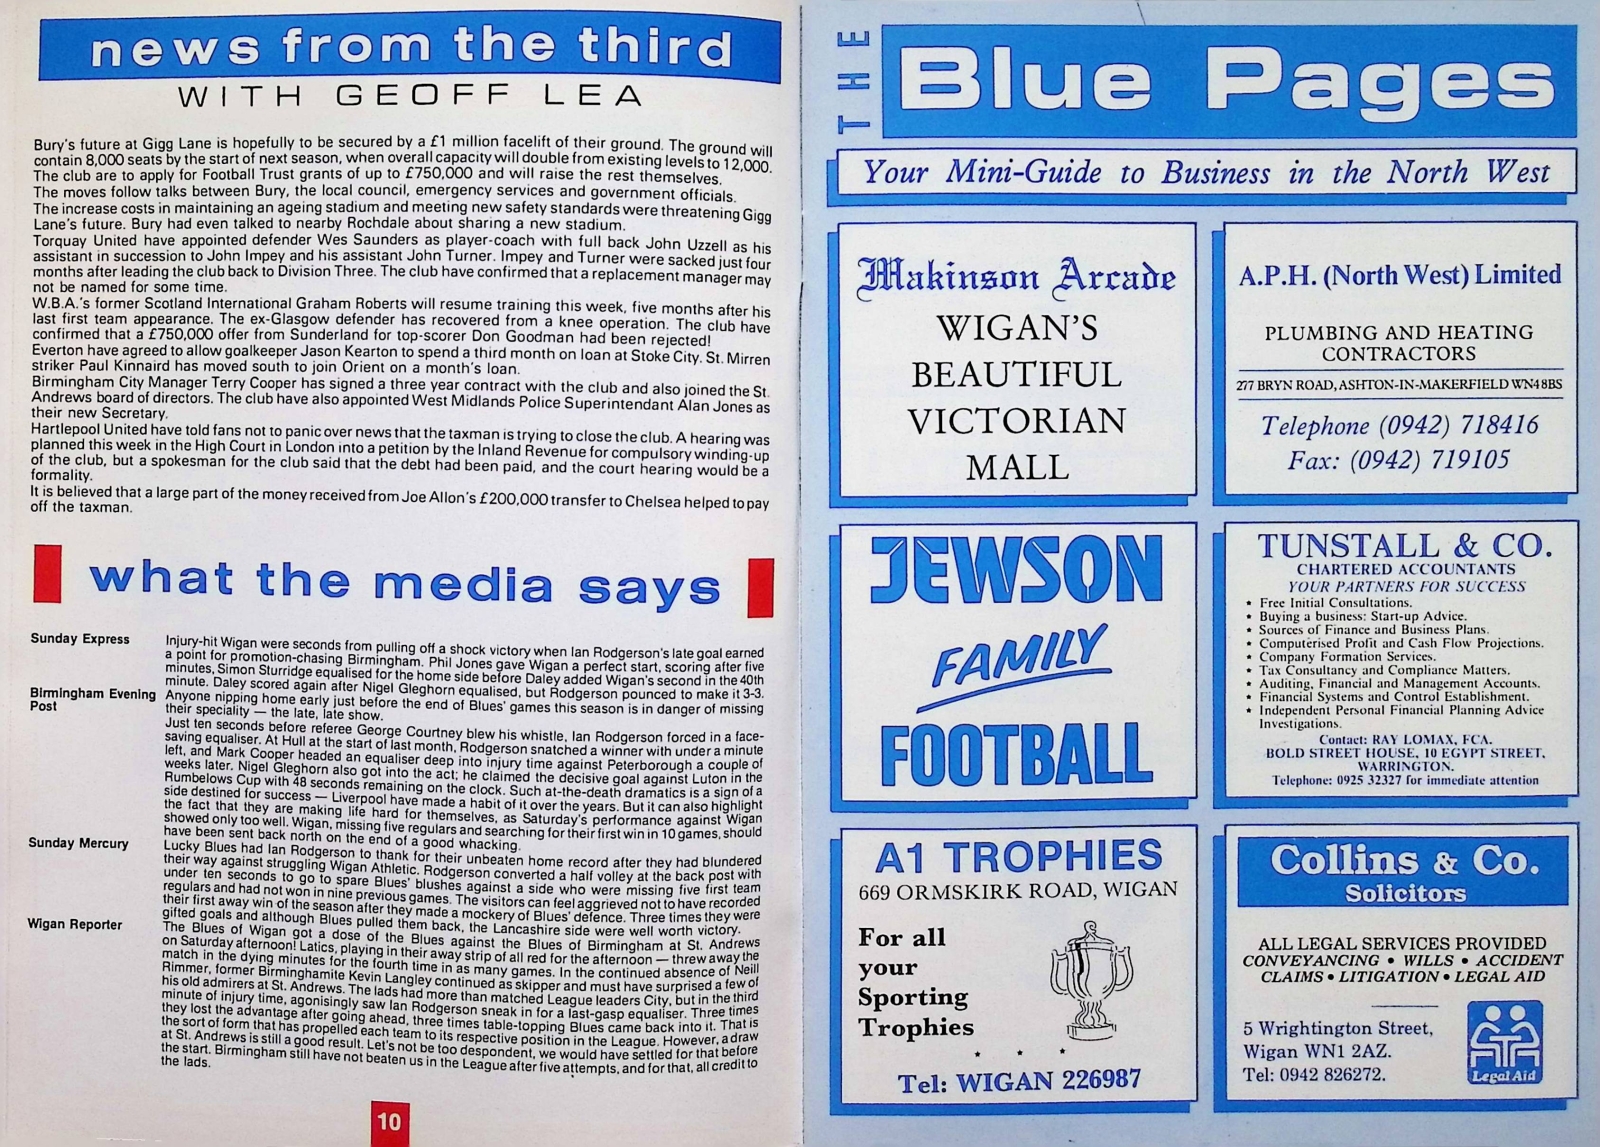 news from the third
WITH GEOFF LEA
Bury's future at Gigg Lane is hopefully to be secured by a £1 million facelift of their ground. The ground will
contain 8,000 seats by the start of next season, when overall capacity will double from existing levels to 12,000.
The club are to apply for Football Trust grants of up to £750,000 and will raise the rest themselves.
The moves follow talks between Bury, the local council, emergency services and government officials.
The increase costs in maintaining an ageing stadium and meeting new safety standards were threatening Gigg
Lane's future. Bury had even talked to nearby Rochdale about sharing a new stadium.
Torquay United have appointed defender Wes Saunders as player-coach with full back John Uzzell as his
assistant in succession to John Impey and his assistant John Turner. Impey and Turner were sacked just four
months after leading the club back to Division Three. The club have confirmed that a replacement manager may
not be named for some time.
W.B.A.'s former Scotland International Graham Roberts will resume training this week, five months after his
last first team appearance. The ex-Glasgow defender has recovered from a knee operation. The club have
confirmed that a £750,000 offer from Sunderland for top-scorer Don Goodman had been rejected!
Everton have agreed to allow goalkeeper Jason Kearton to spend a third month on loan at Stoke City. St. Mirren
striker Paul Kinnaird has moved south to join Orient on a month's loan.
Birmingham City Manager Terry Cooper has signed a three year contract with the club and also joined the St.
Andrews board of directors. The club have also appointed West Midlands Police Superintendent Alan Jones as
their new Secretary.
Hartlepool United have told fans not to panic over news that the taxman is trying to close the club. A hearing was
planned this week in the High Court in London into a petition by the Inland Revenue for compulsory winding-up
of the club, but a spokesman for the club said that the debt had been paid, and the court hearing would be a
formality.
It is believed that a large part of the money received from Joe Allon's £200,000 transfer to Chelsea helped to pay
off the taxman.
what the media says
Sunday Express
Injury-hit Wigan were seconds from pulling off a shock victory when Ian Rodgerson's late goal earned
a point for promotion-chasing Birmingham. Phil Jones gave Wigan a perfect start, scoring after five
minutes, Simon Sturridge equalised for the home side before Daley added Wigan's second in the 40th
minute. Daley scored again after Nigel Gleghorn equalised, but Rodgerson pounced to make it 3-3.
Birmingham Evening
Post
Anyone nipping home early just before the end of Blues' games this season is in danger of missing
their speciality — the late, late show.
Just ten seconds before referee George Courtney blew his whistle, Ian Rodgerson forced in a face-
saving equaliser. At Hull at the start of last month, Rodgerson snatched a winner with under a minute
left, and Mark Cooper headed an equaliser deep into injury time against Peterborough a couple of
weeks later. Nigel Gleghorn also got into the act; he claimed the decisive goal against Luton in the
Rumbelows Cup with 48 seconds remaining on the clock. Such at-the-death dramatics is a sign of a
side destined for success — Liverpool have made a habit of it over the years. But it can also highlight
the fact that they are making life hard for themselves, as Saturday's performance against Wigan
showed only too well. Wigan, missing five regulars and searching for their first win in 10 games, should
have been sent back north on the end of a good whacking.
Sunday Mercury
Lucky Blues had Ian Rodgerson to thank for their unbeaten home record after they had blundered
their way against struggling Wigan Athletic. Rodgerson converted a half volley at the back post with
under ten seconds to go to spare Blues' blushes against a side who were missing five first team
regulars and had not won in nine previous games. The visitors can feel aggrieved not to have recorded
their first away win of the season after they made a mockery of Blues' defence. Three times they were
gifted goals and although Blues pulled them back, the Lancashire side were well worth victory.
Wigan Reporter
The Blues of Wigan got a dose of the Blues against the Blues of Birmingham at St. Andrews
on Saturday afternoon! Latics, playing in their away strip of all red for the afternoon — threw away the
match in the dying minutes for the fourth time in as many games. In the continued absence of Neill
Rimmer, former Birminghamite Kevin Langley continued as skipper and must have surprised a few of
his old admirers at St. Andrews. The lads had more than matched League leaders City, but in the third
minute of injury time, agonisingly saw Ian Rodgerson sneak in for a last-gasp equaliser. Three times
they lost the advantage after going ahead, three times table-topping Blues came back into it. That is
the sort of form that has propelled each team to its respective position in the League. However, a draw
at St. Andrews is still a good result. Let's not be too despondent, we would have settled for that before
the start. Birmingham still have not beaten us in the League after five attempts, and for that, all credit to
the lads.
10
THE
Blue Pages
Your Mini-Guide to Business in the North West
Makinson Arcade
WIGAN'S
BEAUTIFUL
VICTORIAN
MALL
A.P.H. (North West) Limited
PLUMBING AND HEATING
CONTRACTORS
277 BRYN ROAD, ASHTON-IN-MAKERFIELD WN4 8BS
Telephone (0942) 718416
Fax: (0942) 719105
JEWSON
FAMILY
FOOTBALL
TUNSTALL & CO.
CHARTERED ACCOUNTANTS
YOUR PARTNERS FOR SUCCESS
* Free Initial Consultations.
* Buying a business: Start-up Advice.
* Sources of Finance and Business Plans.
* Computerised Profit and Cash Flow Projections.
* Company Formation Services.
* Tax Consultancy and Compliance Matters.
* Auditing, Financial and Management Accounts.
* Financial Systems and Control Establishment.
* Independent Personal Financial Planning Advice
Investigations.
Contact: RAY LOMAX, FCA.
BOLD STREET HOUSE, 10 EGYPT STREET,
WARRINGTON.
Telephone: 0925 32327 for immediate attention
A1 TROPHIES
669 ORMSKIRK ROAD, WIGAN
For all
your
Sporting
Trophies
* * *
Tel: WIGAN 226987
Collins & Co.
Solicitors
ALL LEGAL SERVICES PROVIDED
CONVEYANCING • WILLS • ACCIDENT
CLAIMS • LITIGATION • LEGAL AID
5 Wrightington Street,
Wigan WN1 2AZ.
Tel: 0942 826272.
Legal Aid